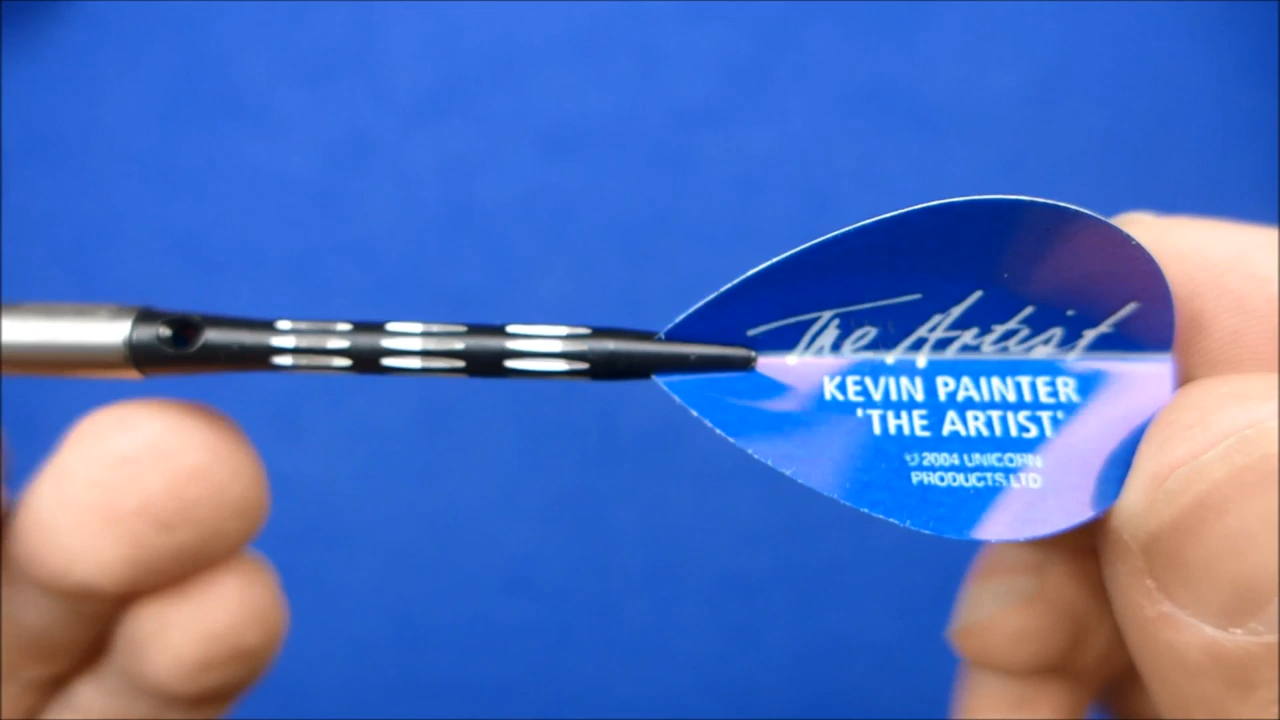 The Artist
KEVIN PAINTER
'THE ARTIST'
© 2004 UNICORN
PRODUCTS LTD